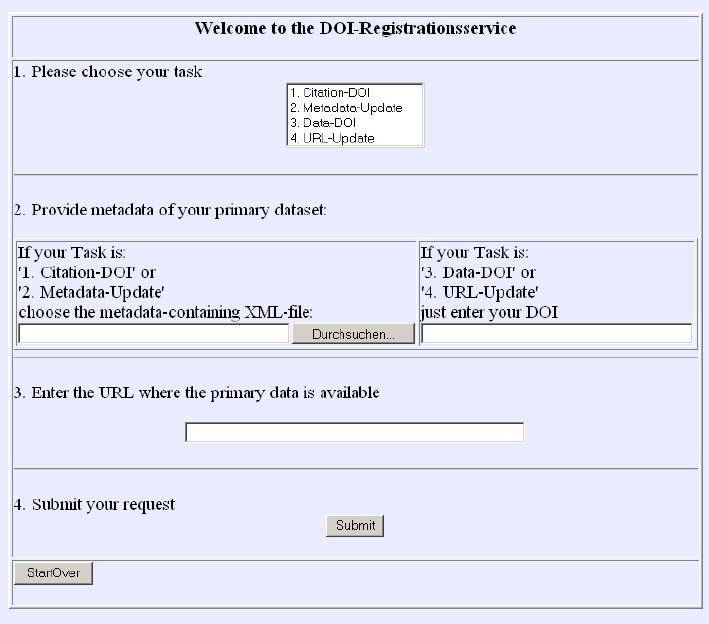 Welcome to the DOI-Registrationsservice
1. Please choose your task
1. Citation-DOI
2. Metadata-Update
3. Data-DOI
4. URL-Update
2. Provide metadata of your primary dataset:
If your Task is:
'1. Citation-DOI' or
'2. Metadata-Update'
choose the metadata-containing XML-file:
Durchsuchen...
If your Task is:
'3. Data-DOI' or
'4. URL-Update'
just enter your DOI
3. Enter the URL where the primary data is available
4. Submit your request
Submit
StartOver